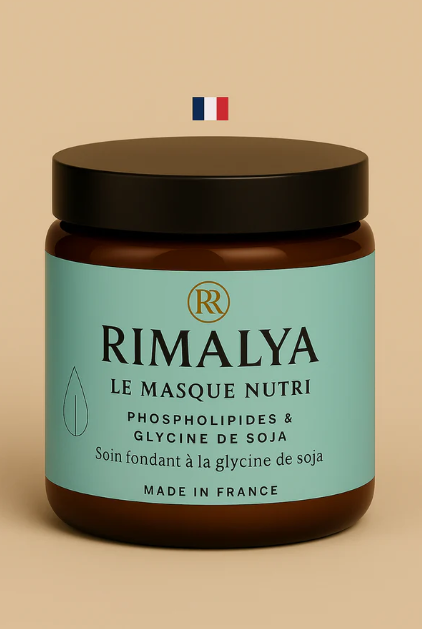 RR
RIMALYA
LE MASQUE NUTRI
PHOSPHOLIPIDES &
GLYCINE DE SOJA
Soin fondant à la glycine de soja
MADE IN FRANCE